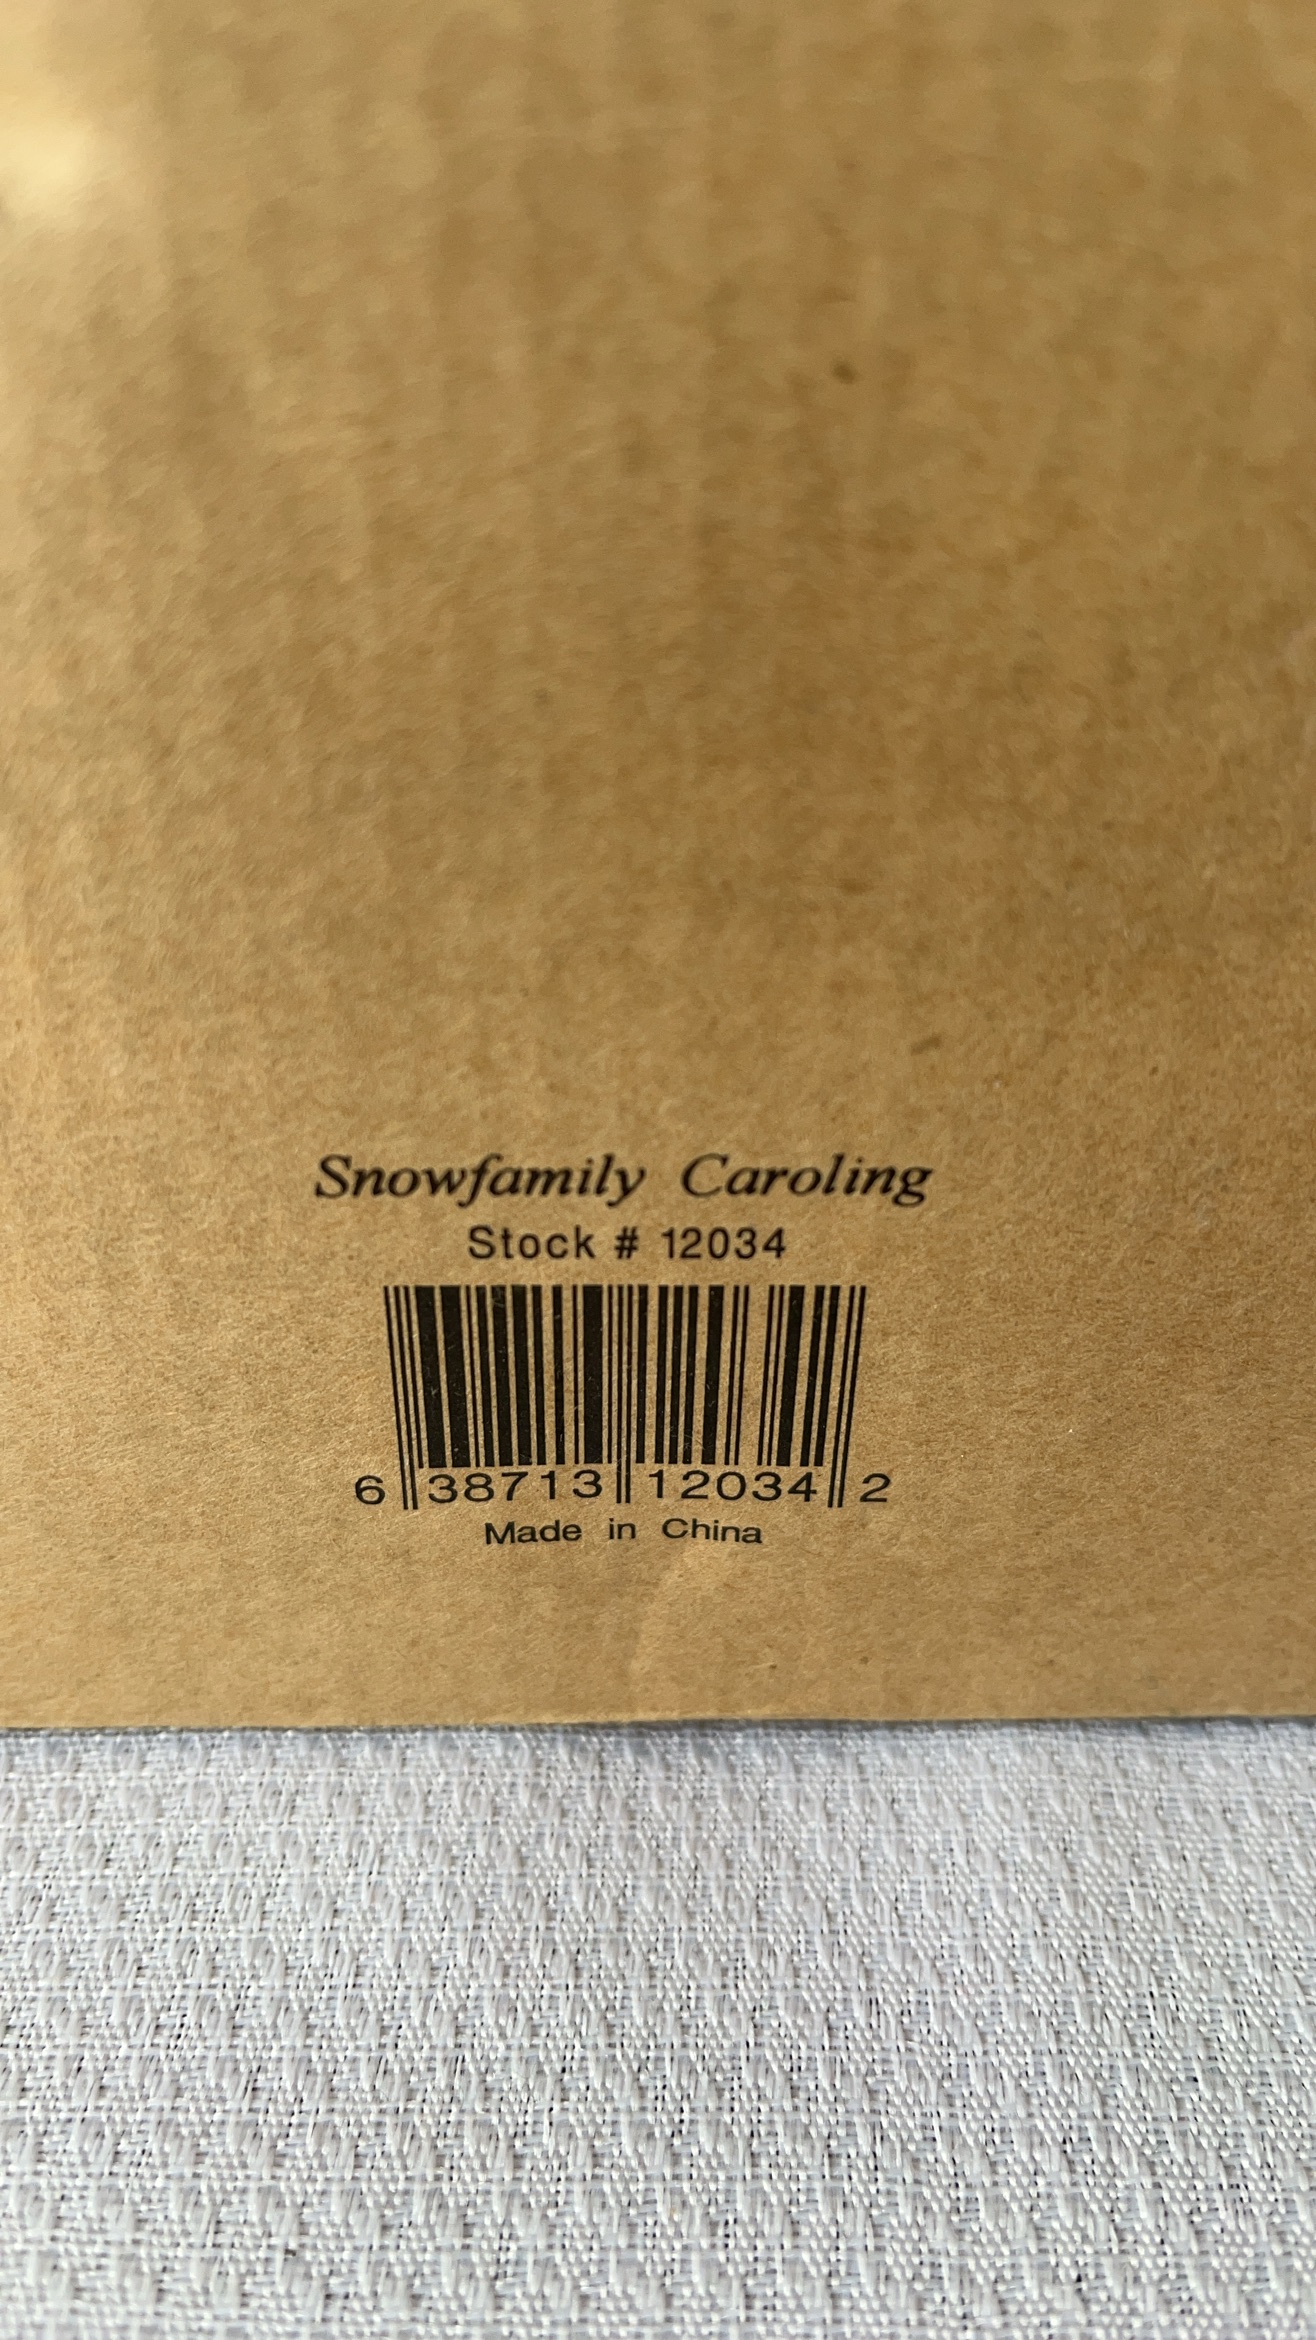 Snowfamily Caroling
Stock # 12034
6 38713 12034 2
Made in China